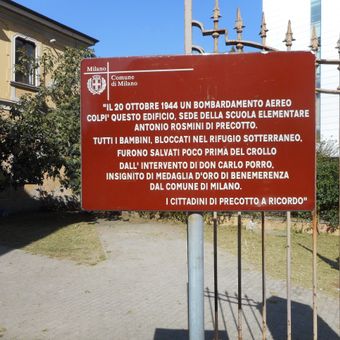 Milano
Comune
di Milano
"IL 20 OTTOBRE 1944 UN BOMBARDAMENTO AEREO
COLPI' QUESTO EDIFICIO, SEDE DELLA SCUOLA ELEMENTARE
ANTONIO ROSMINI DI PRECOTTO.
TUTTI I BAMBINI, BLOCCATI NEL RIFUGIO SOTTERRANEO,
FURONO SALVATI POCO PRIMA DEL CROLLO
DALL' INTERVENTO DI DON CARLO PORRO,
INSIGNITO DI MEDAGLIA D'ORO DI BENEMERENZA
DAL COMUNE DI MILANO.
I CITTADINI DI PRECOTTO A RICORDO"